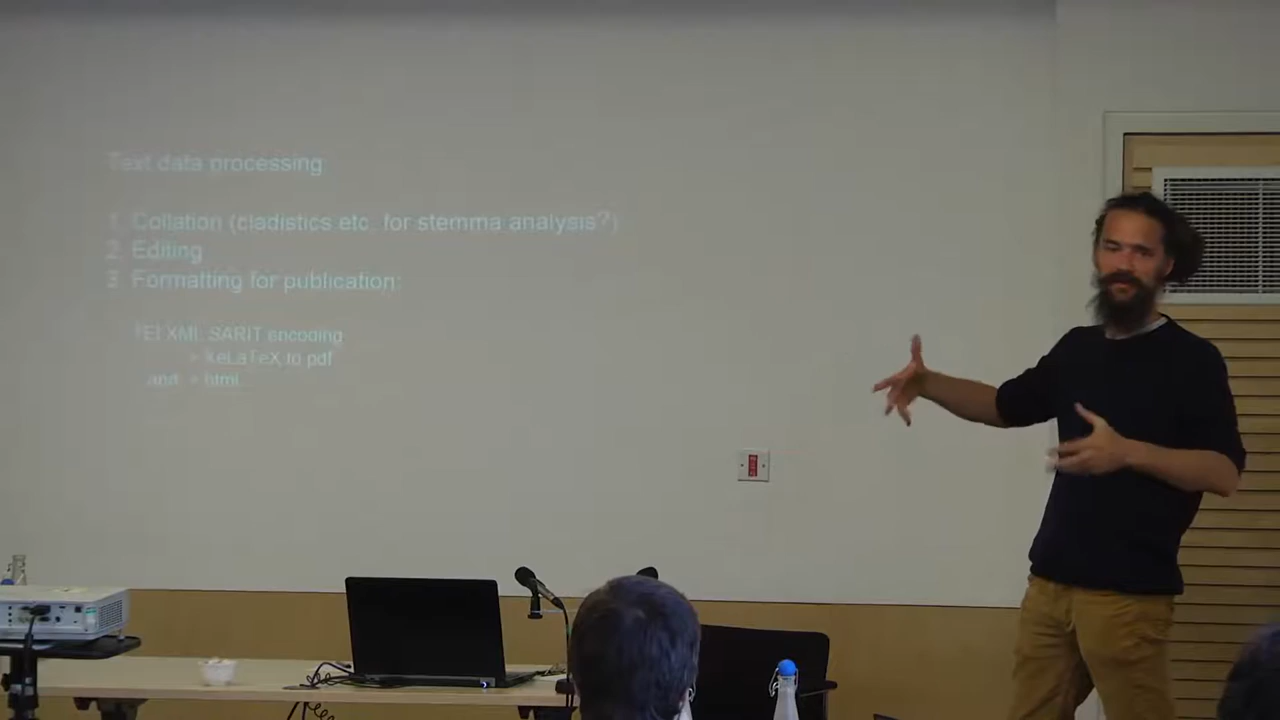 Text data processing:
1. Collation (cladistics etc. for stemma analysis?)
2. Editing
3. Formatting for publication:
TEI XML SARIT encoding
> XeLaTeX to pdf
and > html